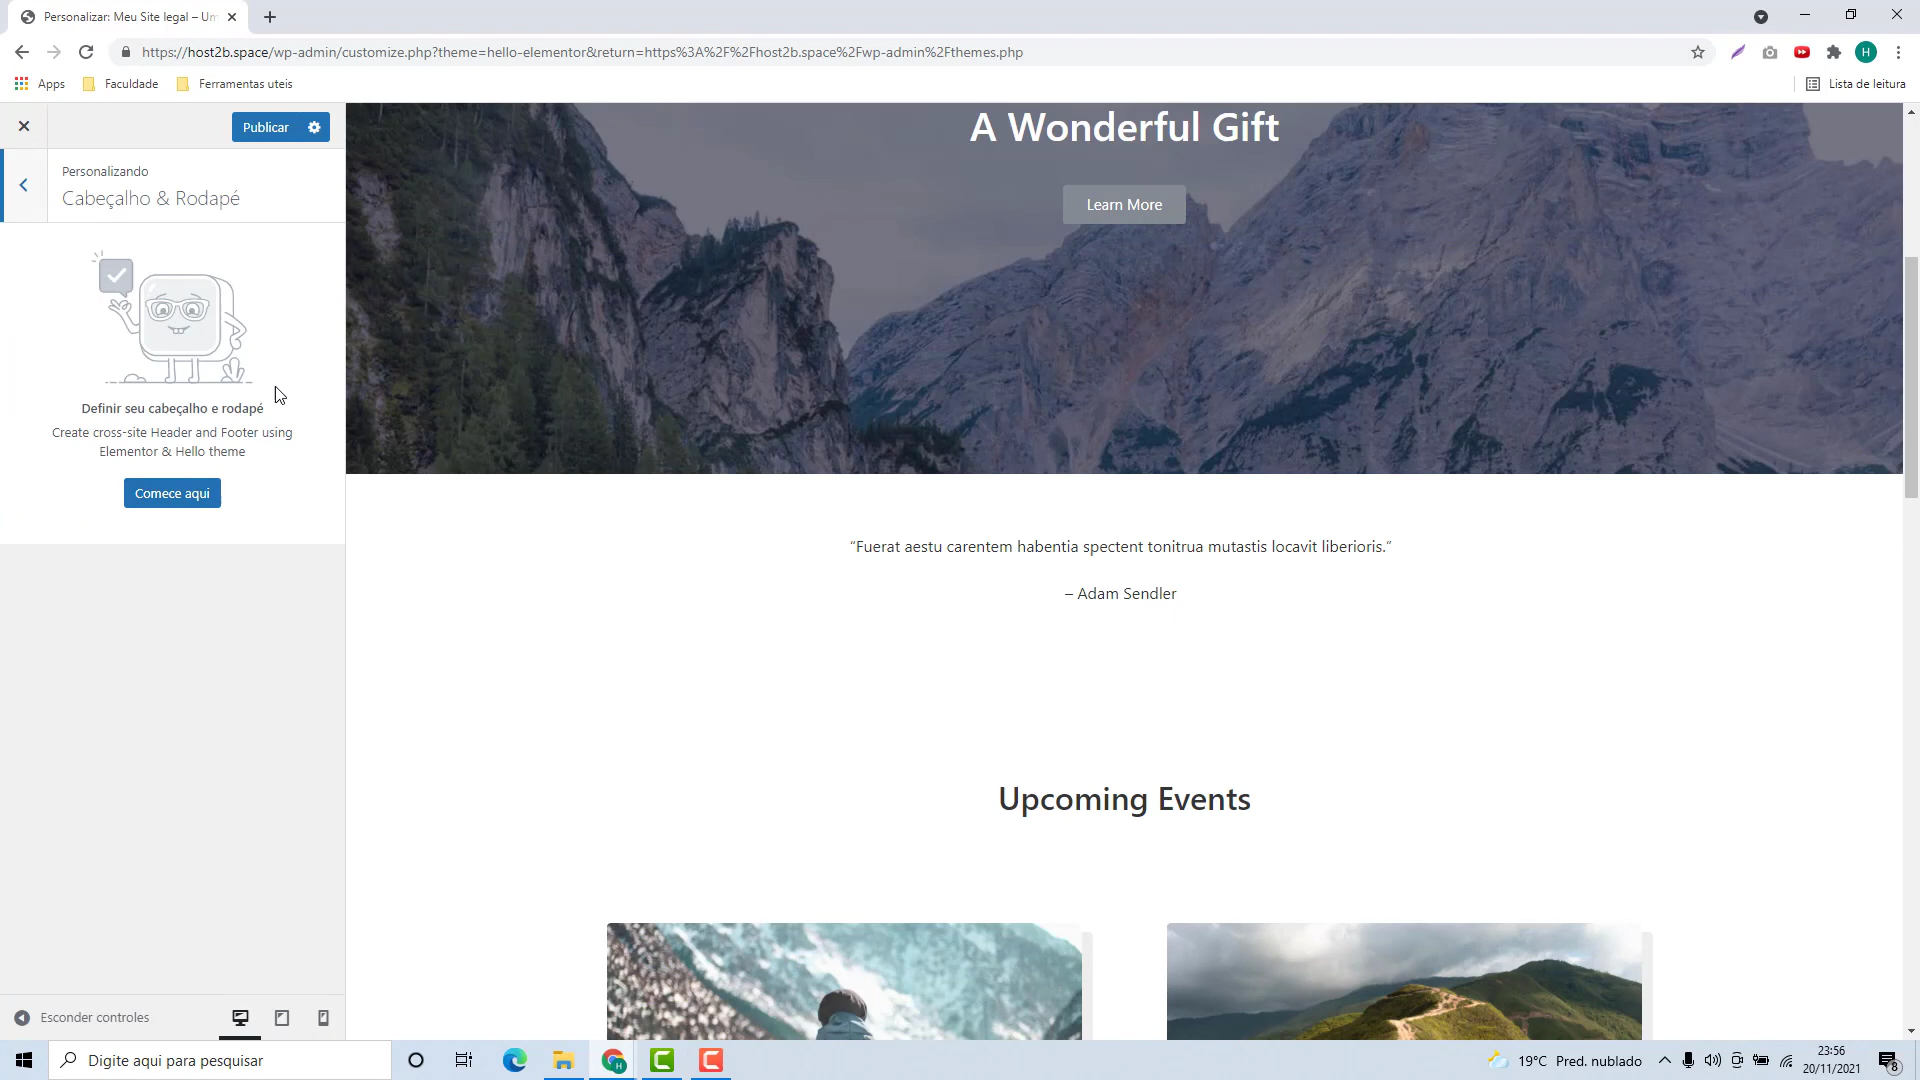 Personalizar: Meu Site legal – Um
https://host2b.space/wp-admin/customize.php?theme=hello-elementor&return=https%3A%2F%2Fhost2b.space%2Fwp-admin%2Fthemes.php
H
Apps
Faculdade
Ferramentas uteis
Lista de leitura
Publicar
Personalizando
Cabeçalho & Rodapé
Definir seu cabeçalho e rodapé
Create cross-site Header and Footer using
Elementor & Hello theme
Comece aqui
Esconder controles
A Wonderful Gift
Learn More
“Fuerat aestu carentem habentia spectent tonitrua mutastis locavit liberioris.”
– Adam Sendler
Upcoming Events
Digite aqui para pesquisar
19°C Pred. nublado
23:56
20/11/2021
8